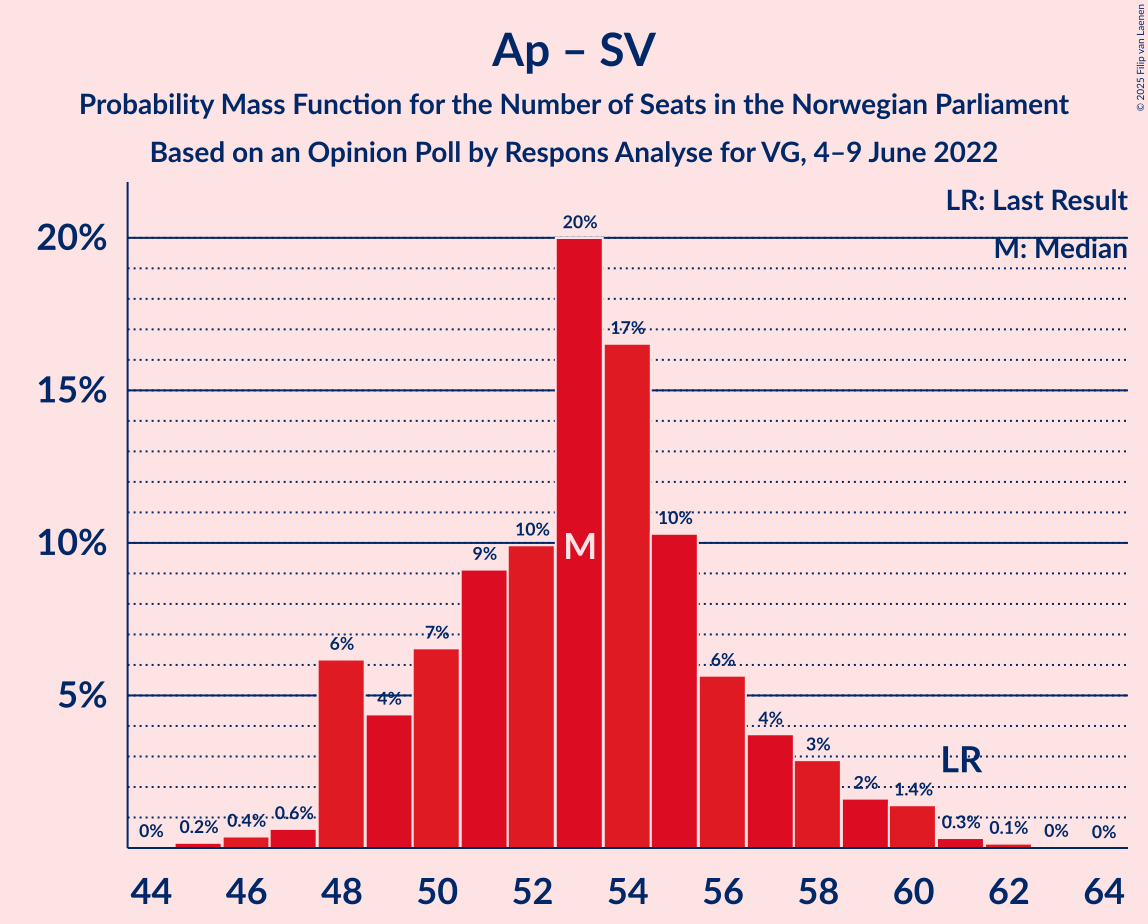 Ap – SV
Probability Mass Function for the Number of Seats in the Norwegian Parliament
Based on an Opinion Poll by Respons Analyse for VG, 4–9 June 2022
© 2025 Filip van Laenen
LR: Last Result
M: Median
20%
15%
10%
5%
0%
0.2%
0.4%
0.6%
6%
4%
7%
9%
10%
20%
17%
10%
6%
4%
3%
2%
1.4%
0.3%
0.1%
0%
0%
M
LR
44 46 48 50 52 54 56 58 60 62 64